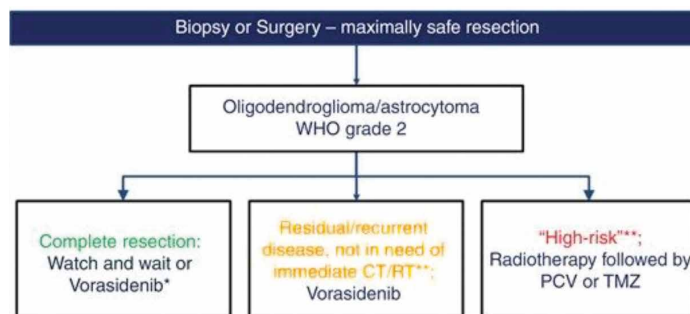 Biopsy or Surgery – maximally safe resection
Oligodendroglioma/astrocytoma
WHO grade 2
Complete resection:
Watch and wait or
Vorasidenib*
Residual/recurrent
disease, not in need of
immediate CT/RT**:
Vorasidenib
“High-risk”**;
Radiotherapy followed by
PCV or TMZ